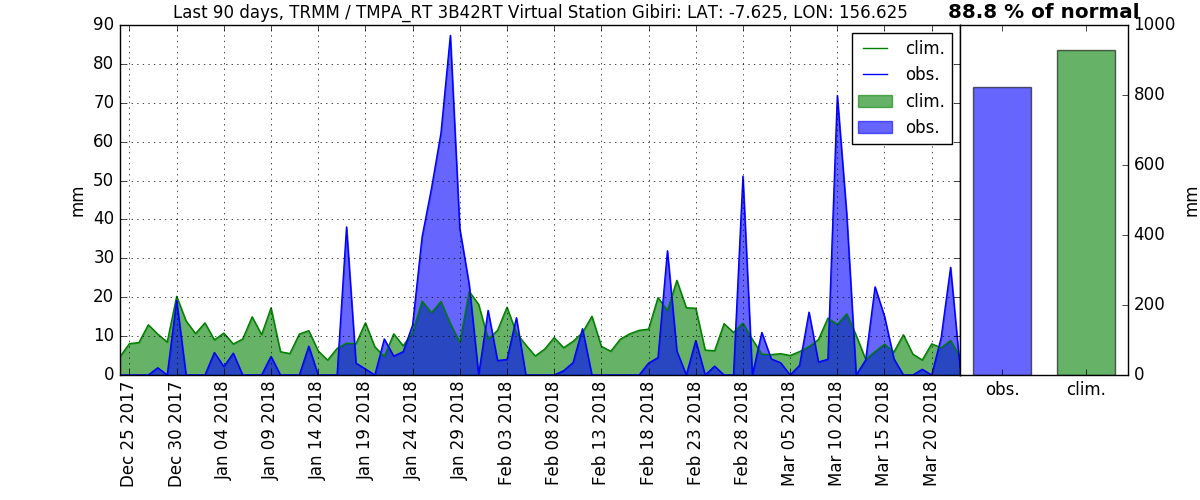 Last 90 days, TRMM / TMPA_RT 3B42RT Virtual Station Gibiri: LAT: -7.625, LON: 156.625
88.8 % of normal
90
80
70
60
50
40
30
20
10
0
mm
clim.
obs.
clim.
obs.
Dec 25 2017
Dec 30 2017
Jan 04 2018
Jan 09 2018
Jan 14 2018
Jan 19 2018
Jan 24 2018
Jan 29 2018
Feb 03 2018
Feb 08 2018
Feb 13 2018
Feb 18 2018
Feb 23 2018
Feb 28 2018
Mar 05 2018
Mar 10 2018
Mar 15 2018
Mar 20 2018
1000
800
600
400
200
0
mm
obs.
clim.